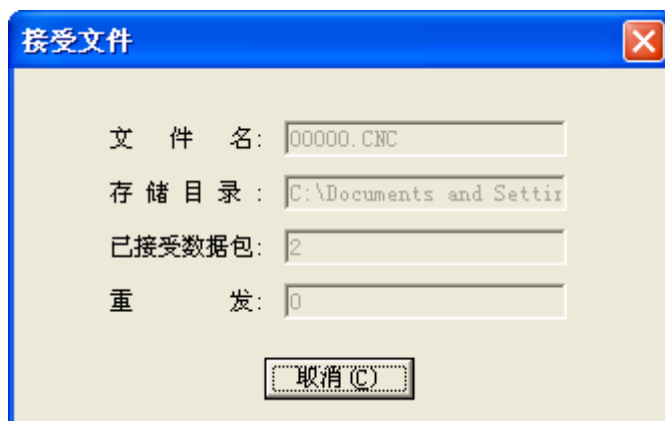 接受文件
文 件 名: 00000.CNC
存 储 目 录 : C:\Documents and Settin
已接受数据包: 2
重 发: 0
取消(C)